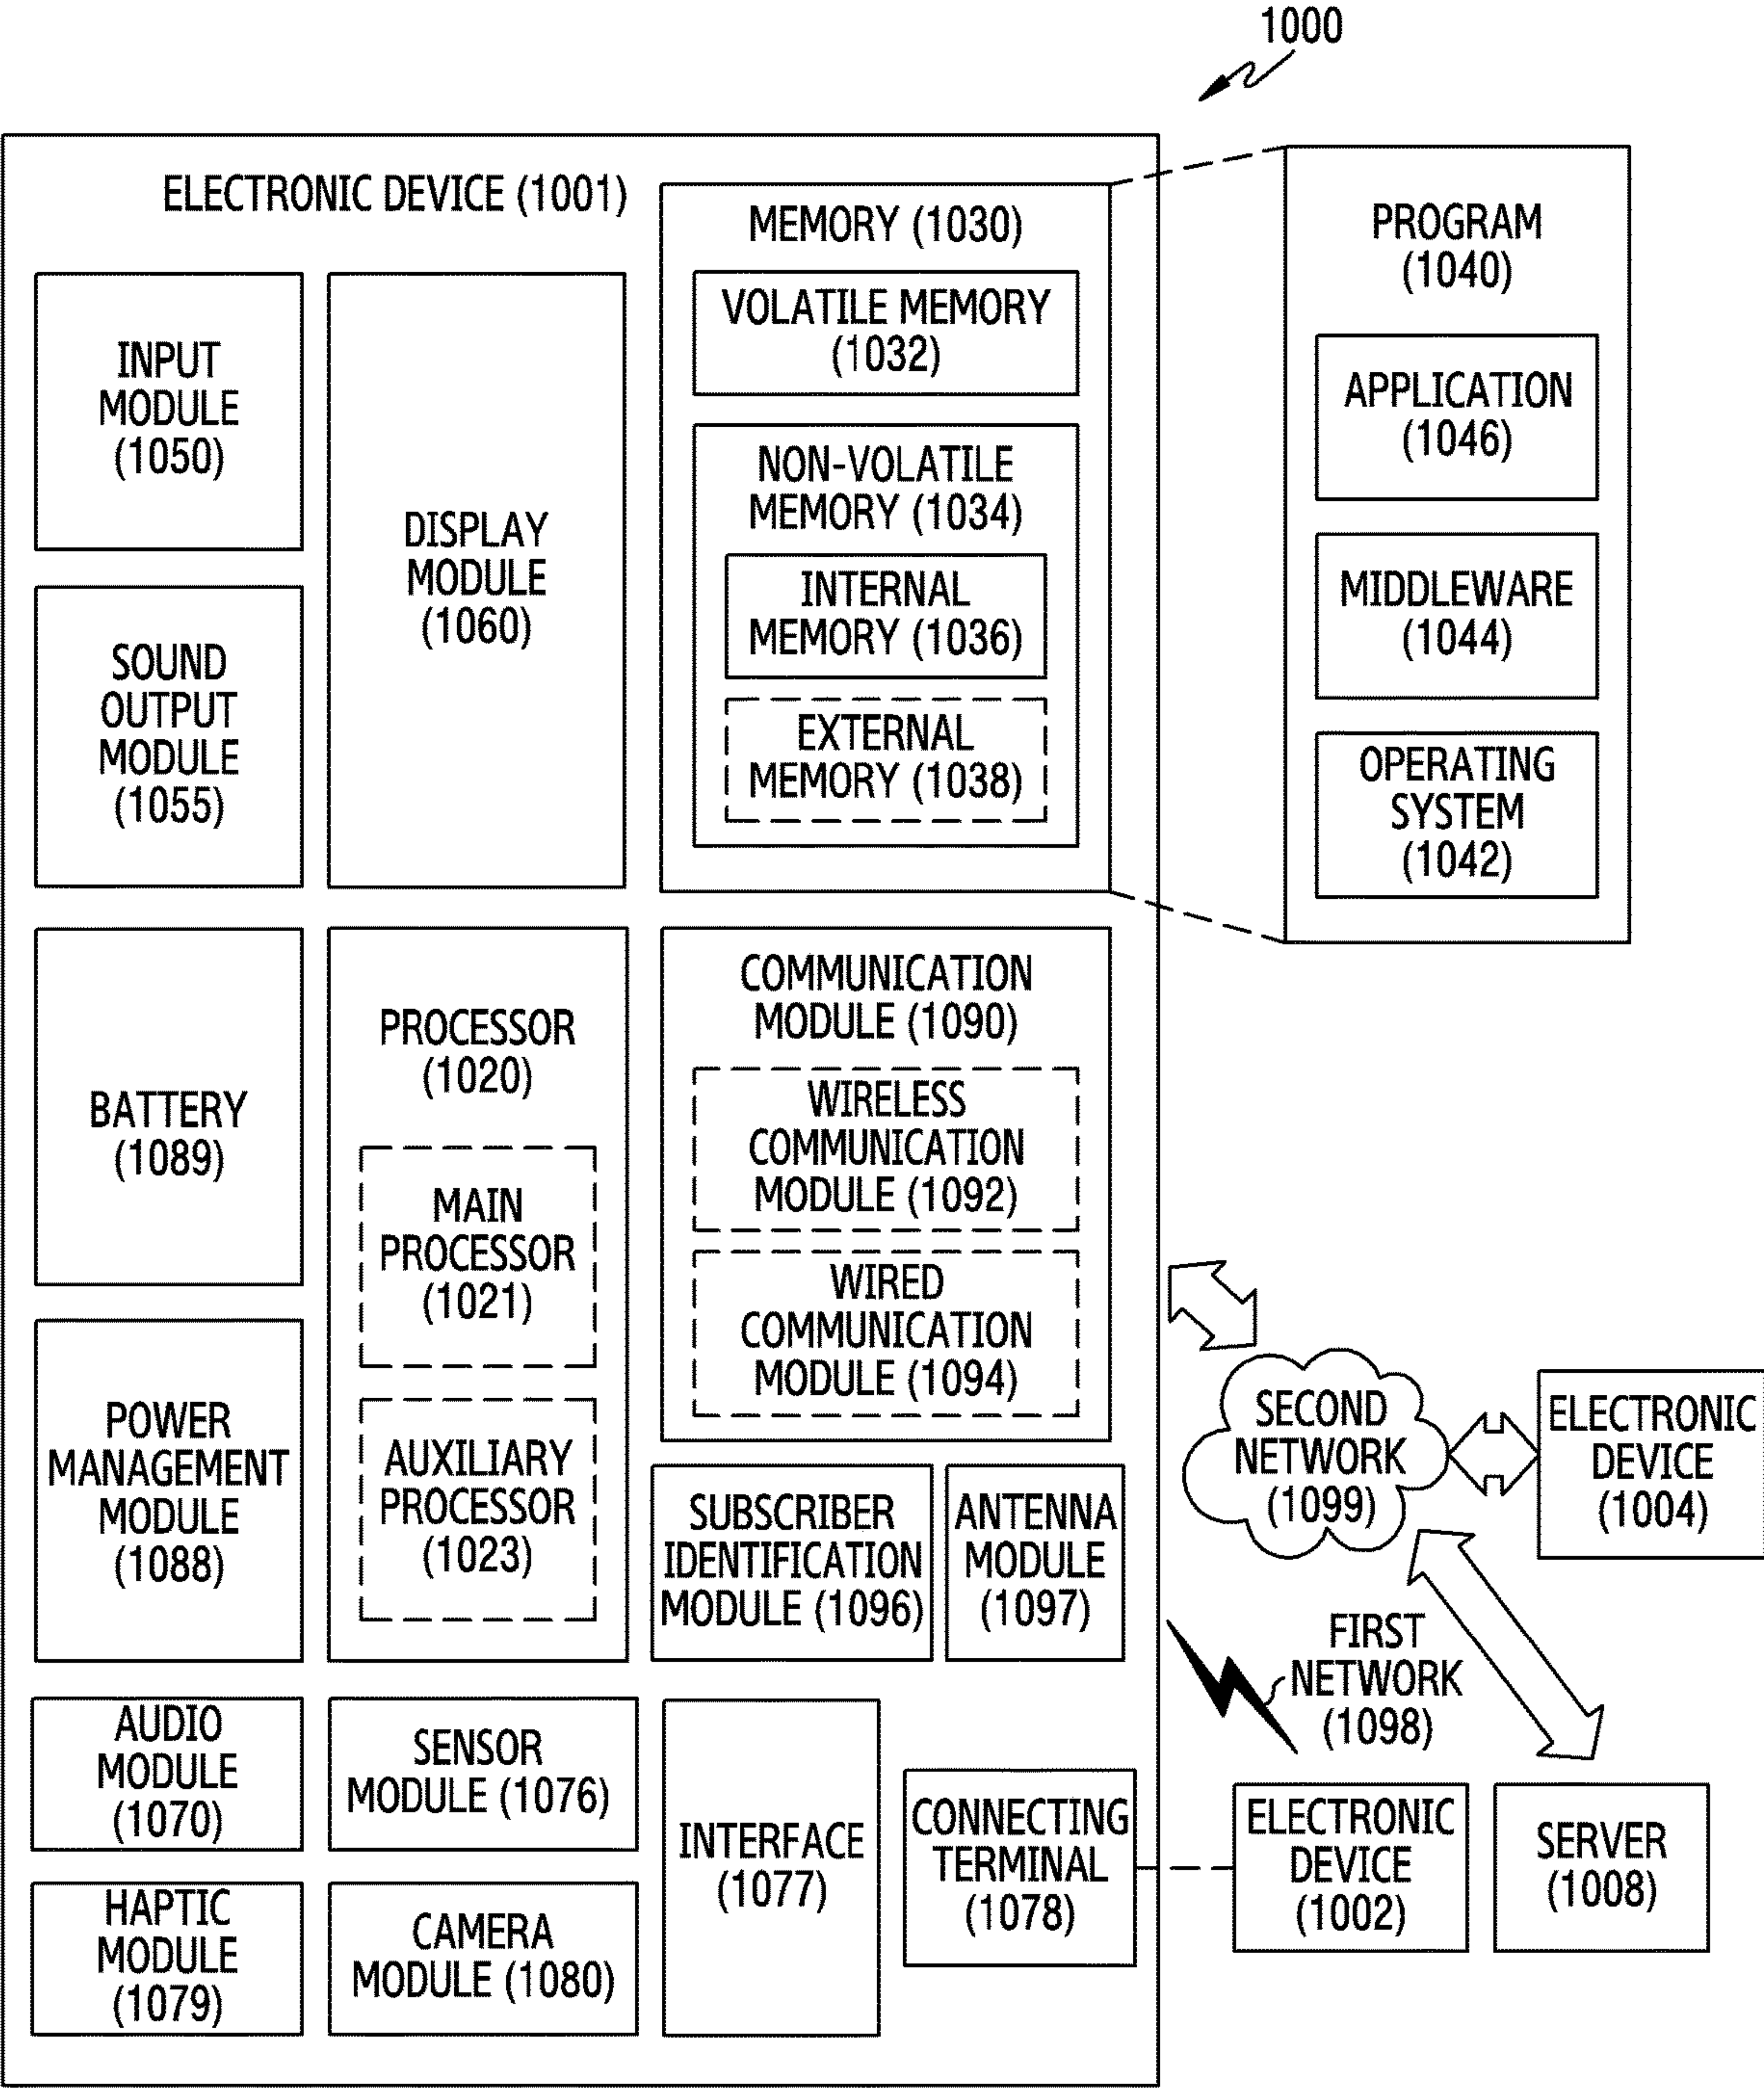 1000
ELECTRONIC DEVICE (1001)
INPUT
MODULE
(1050)
SOUND
OUTPUT
MODULE
(1055)
DISPLAY
MODULE
(1060)
MEMORY (1030)
VOLATILE MEMORY
(1032)
NON-VOLATILE
MEMORY (1034)
INTERNAL
MEMORY (1036)
EXTERNAL
MEMORY (1038)
PROGRAM
(1040)
APPLICATION
(1046)
MIDDLEWARE
(1044)
OPERATING
SYSTEM
(1042)
BATTERY
(1089)
POWER
MANAGEMENT
MODULE
(1088)
PROCESSOR
(1020)
MAIN
PROCESSOR
(1021)
AUXILIARY
PROCESSOR
(1023)
COMMUNICATION
MODULE (1090)
WIRELESS
COMMUNICATION
MODULE (1092)
WIRED
COMMUNICATION
MODULE (1094)
SUBSCRIBER
IDENTIFICATION
MODULE (1096)
ANTENNA
MODULE
(1097)
SECOND
NETWORK
(1099)
ELECTRONIC
DEVICE
(1004)
FIRST
NETWORK
(1098)
AUDIO
MODULE
(1070)
SENSOR
MODULE (1076)
HAPTIC
MODULE
(1079)
CAMERA
MODULE (1080)
INTERFACE
(1077)
CONNECTING
TERMINAL
(1078)
ELECTRONIC
DEVICE
(1002)
SERVER
(1008)